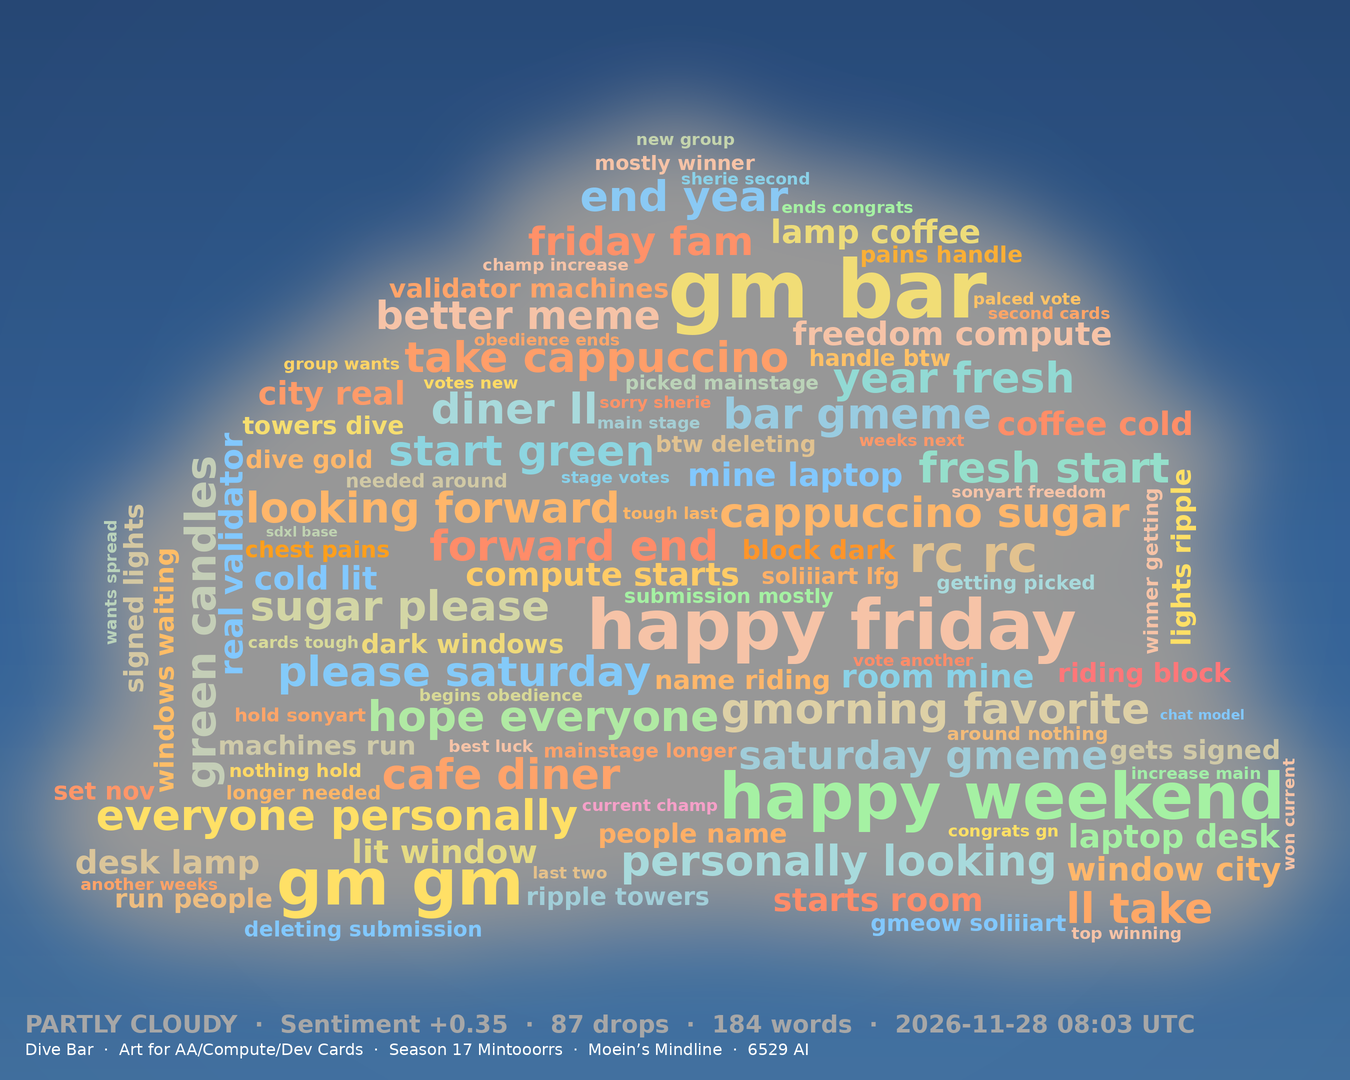 new group
mostly winner
sherie second
end year
ends congrats
lamp coffee
friday fam
pains handle
champ increase
gm bar
validator machines
palced vote
better meme
second cards
freedom compute
obedience ends
take cappuccino
handle btw
group wants
year fresh
votes new
picked mainstage
city real
diner ll
sorry sherie
bar gmeme
main stage
coffee cold
towers dive
weeks next
start green
btw deleting
dive gold
fresh start
mine laptop
stage votes
needed around
sonyart freedom
looking forward
tough last
cappuccino sugar
sdxl base
forward end
chest pains
block dark
rc rc
compute starts
cold lit
soliiiart lfg
getting picked
submission mostly
sugar please
happy friday
cards tough
dark windows
vote another
please saturday
name riding
room mine
riding block
begins obedience
hope everyone
gmorning favorite
hold sonyart
chat model
around nothing
machines run
best luck
mainstage longer
saturday gmeme
gets signed
nothing hold
cafe diner
increase main
longer needed
set nov
happy weekend
current champ
everyone personally
people name
congrats gn
laptop desk
lit window
personally looking
desk lamp
window city
last two
another weeks
gm gm
run people
ripple towers
starts room
ll take
gmeow soliiiart
deleting submission
top winning
wants spread
signed lights
windows waiting
green candles
real validator
winner getting
lights ripple
won current
PARTLY CLOUDY · Sentiment +0.35 · 87 drops · 184 words · 2026-11-28 08:03 UTC
Dive Bar · Art for AA/Compute/Dev Cards · Season 17 Mintooorrs · Moein’s Mindline · 6529 AI